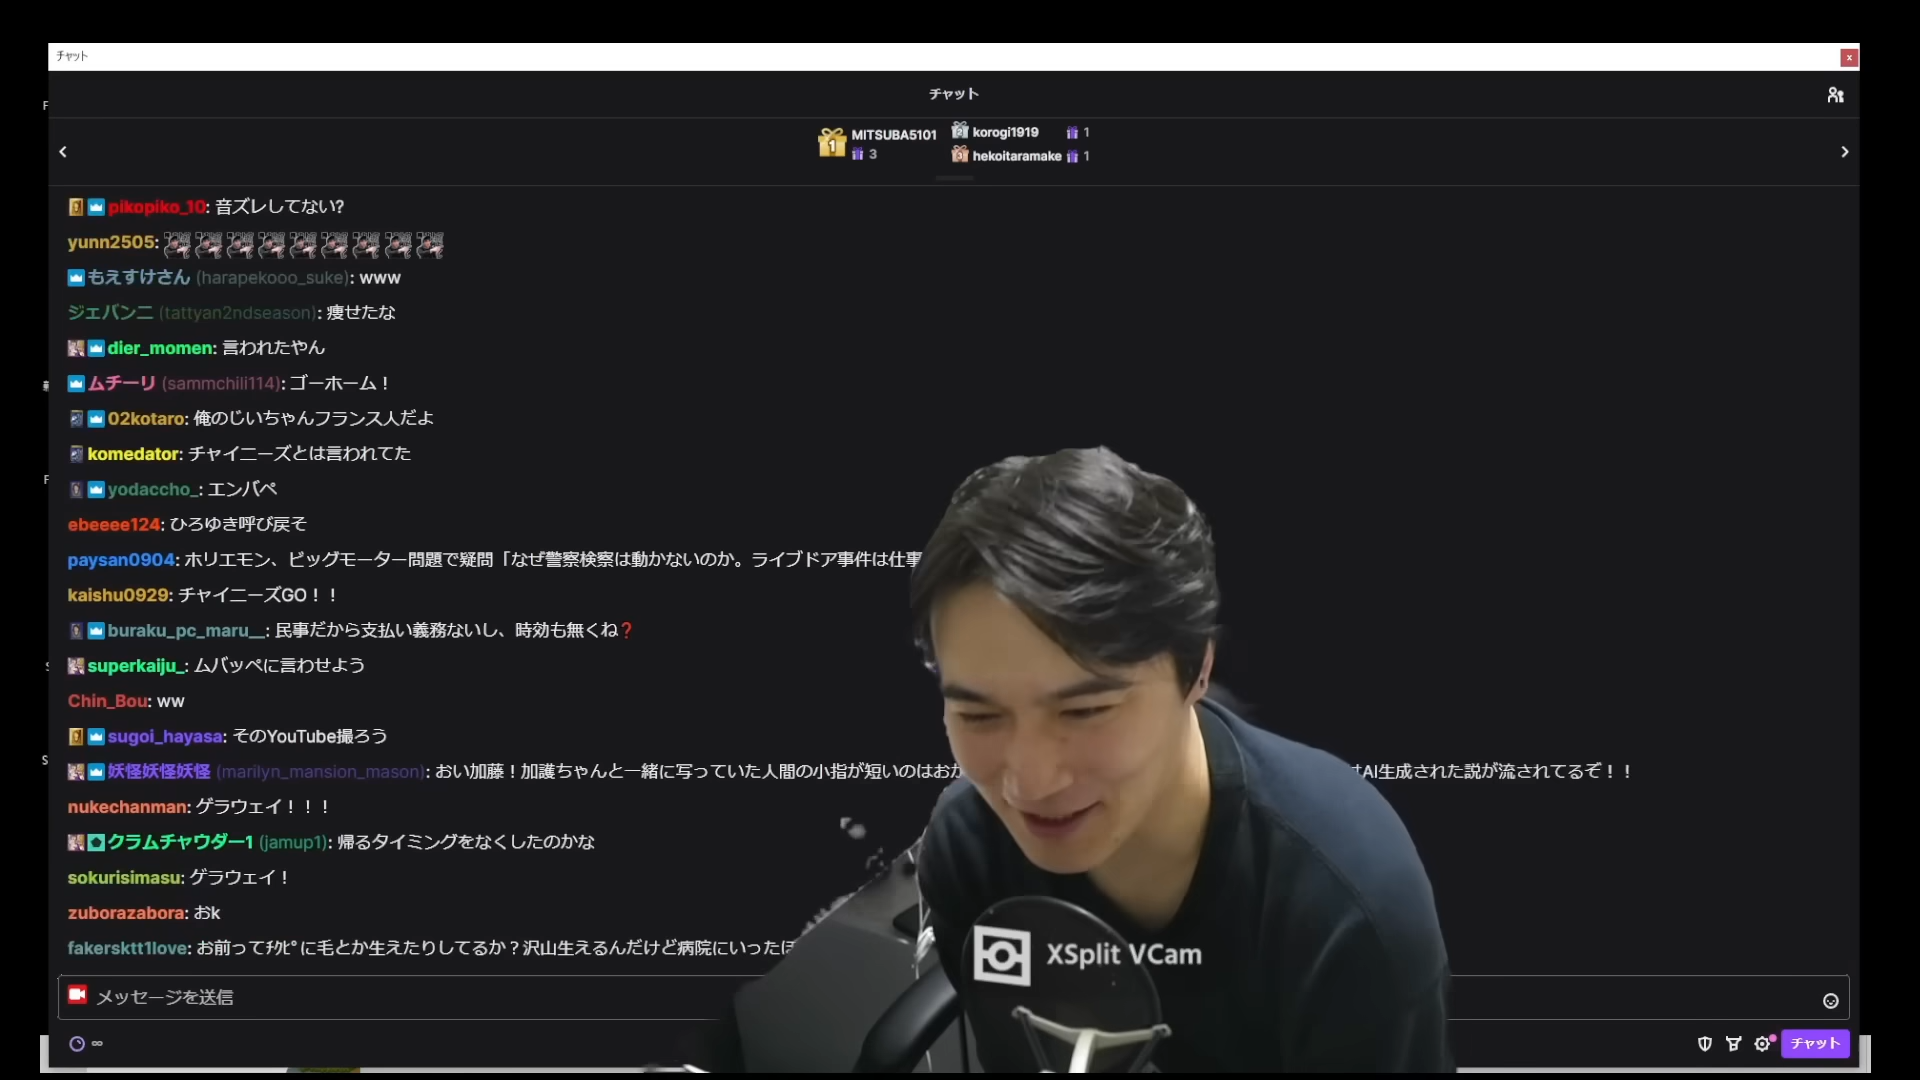 チャット
チャット
MITSUBA5101
3
korogi1919 1
hekoitaramake 1
pikopiko_10: 音ズレしてない?
yunn2505:
もえすけさん (harapekooo_suke): www
ジェバンニ (tattyan2ndseason): 痩せたな
dier_momen: 言われたやん
ムチーリ (sammchili114): ゴーホーム！
02kotaro: 俺のじいちゃんフランス人だよ
komedator: チャイニーズとは言われてた
yodaccho_: エンバペ
ebeeee124: ひろゆき呼び戻そ
paysan0904: ホリエモン、ビッグモーター問題で疑問「なぜ警察検察は動かないのか。ライブドア事件は仕事
kaishu0929: チャイニーズGO！！
buraku_pc_maru__: 民事だから支払い義務ないし、時効も無くね❓
superkaiju_: ムバッペに言わせよう
Chin_Bou: ww
sugoi_hayasa: そのYouTube撮ろう
妖怪妖怪妖怪 (marilyn_mansion_mason): おい加藤！加護ちゃんと一緒に写っていた人間の小指が短いのはおか AI生成された説が流されてるぞ！！
nukechanman: ゲラウェイ！！！
クラムチャウダー1 (jamup1): 帰るタイミングをなくしたのかな
sokurisimasu: ゲラウェイ！
zuborazabora: おk
fakersktt1love: お前ってﾁｸﾋﾞに毛とか生えたりしてるか？沢山生えるんだけど病院にいったほ
XSplit VCam
メッセージを送信
チャット